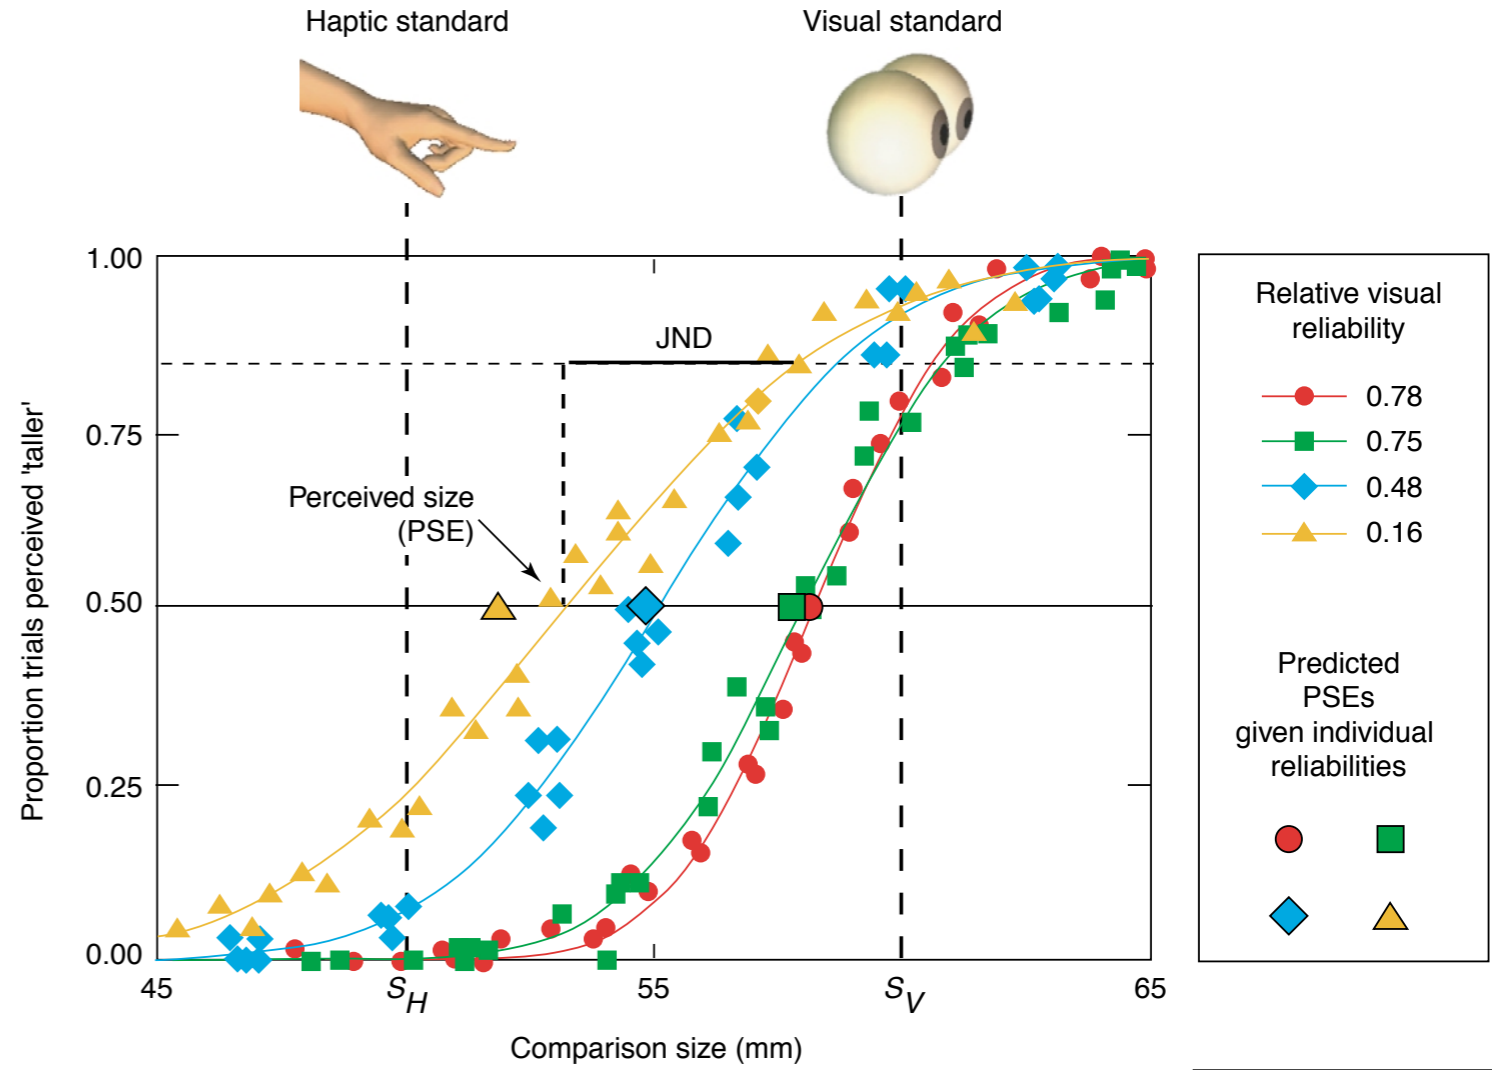 Haptic standard
Visual standard
1.00
0.75
0.50
0.25
0.00
Proportion trials perceived 'taller'
JND
Perceived size
(PSE)
45
S_H
55
S_V
65
Comparison size (mm)
Relative visual
reliability
0.78
0.75
0.48
0.16
Predicted
PSEs
given individual
reliabilities